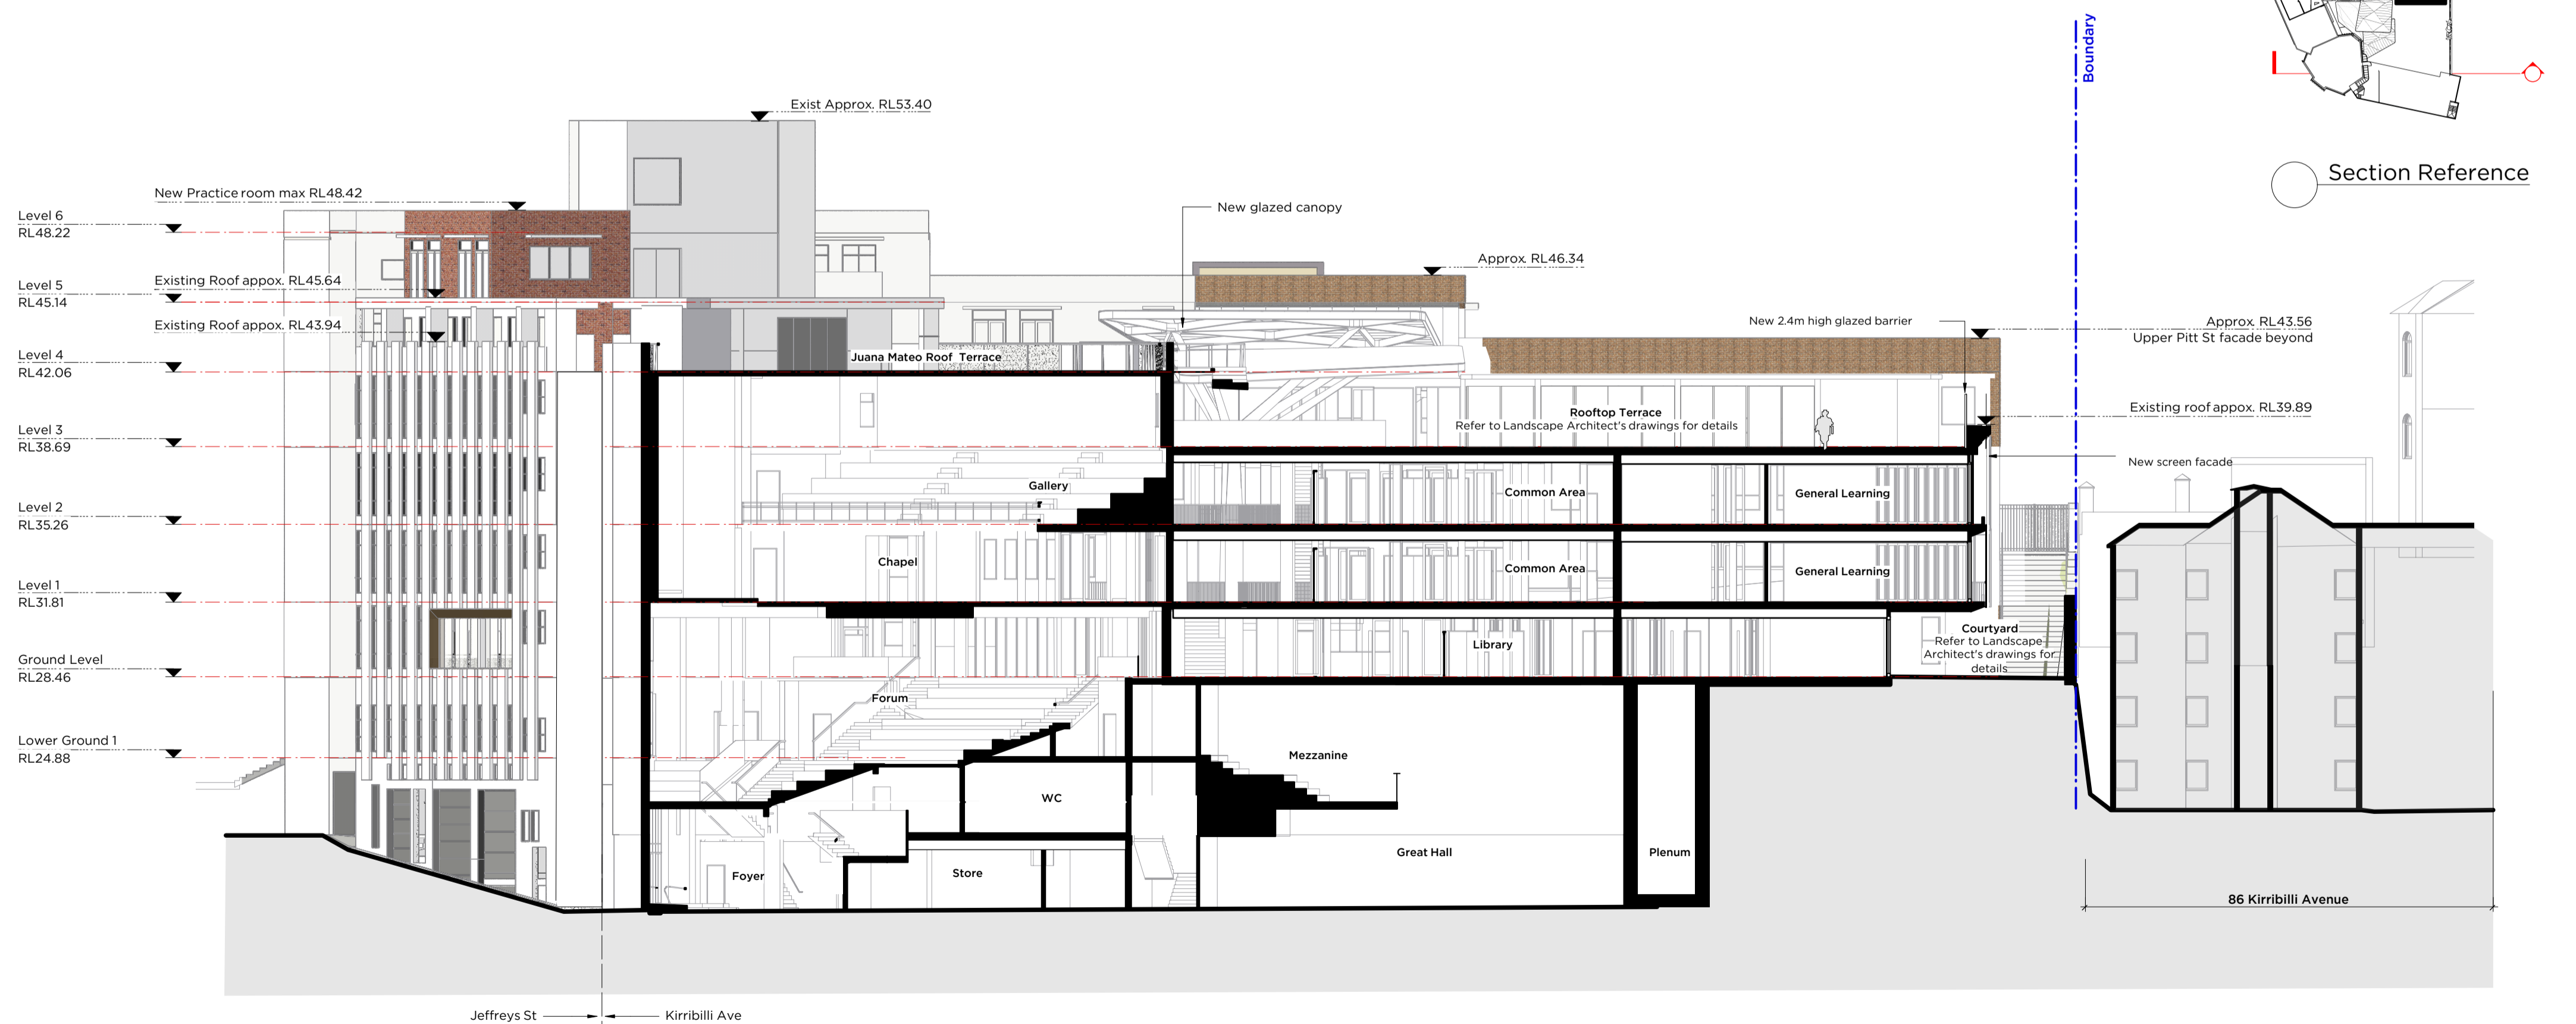 Boundary
Section Reference
Exist Approx. RL53.40
New Practice room max RL48.42
Level 6
RL48.22
New glazed canopy
Approx. RL46.34
Existing Roof appox. RL45.64
Level 5
RL45.14
Existing Roof appox. RL43.94
New 2.4m high glazed barrier
Approx. RL43.56
Upper Pitt St facade beyond
Level 4
RL42.06
Juana Mateo Roof Terrace
Rooftop Terrace
Refer to Landscape Architect's drawings for details
Existing roof appox. RL39.89
Level 3
RL38.69
New screen facade
Gallery
Common Area
General Learning
Level 2
RL35.26
Chapel
Common Area
General Learning
Level 1
RL31.81
Library
Courtyard
Refer to Landscape
Architect's drawings for
details
Ground Level
RL28.46
Forum
Lower Ground 1
RL24.88
Mezzanine
WC
Great Hall
Plenum
Foyer
Store
86 Kirribilli Avenue
Jeffreys St
Kirribilli Ave